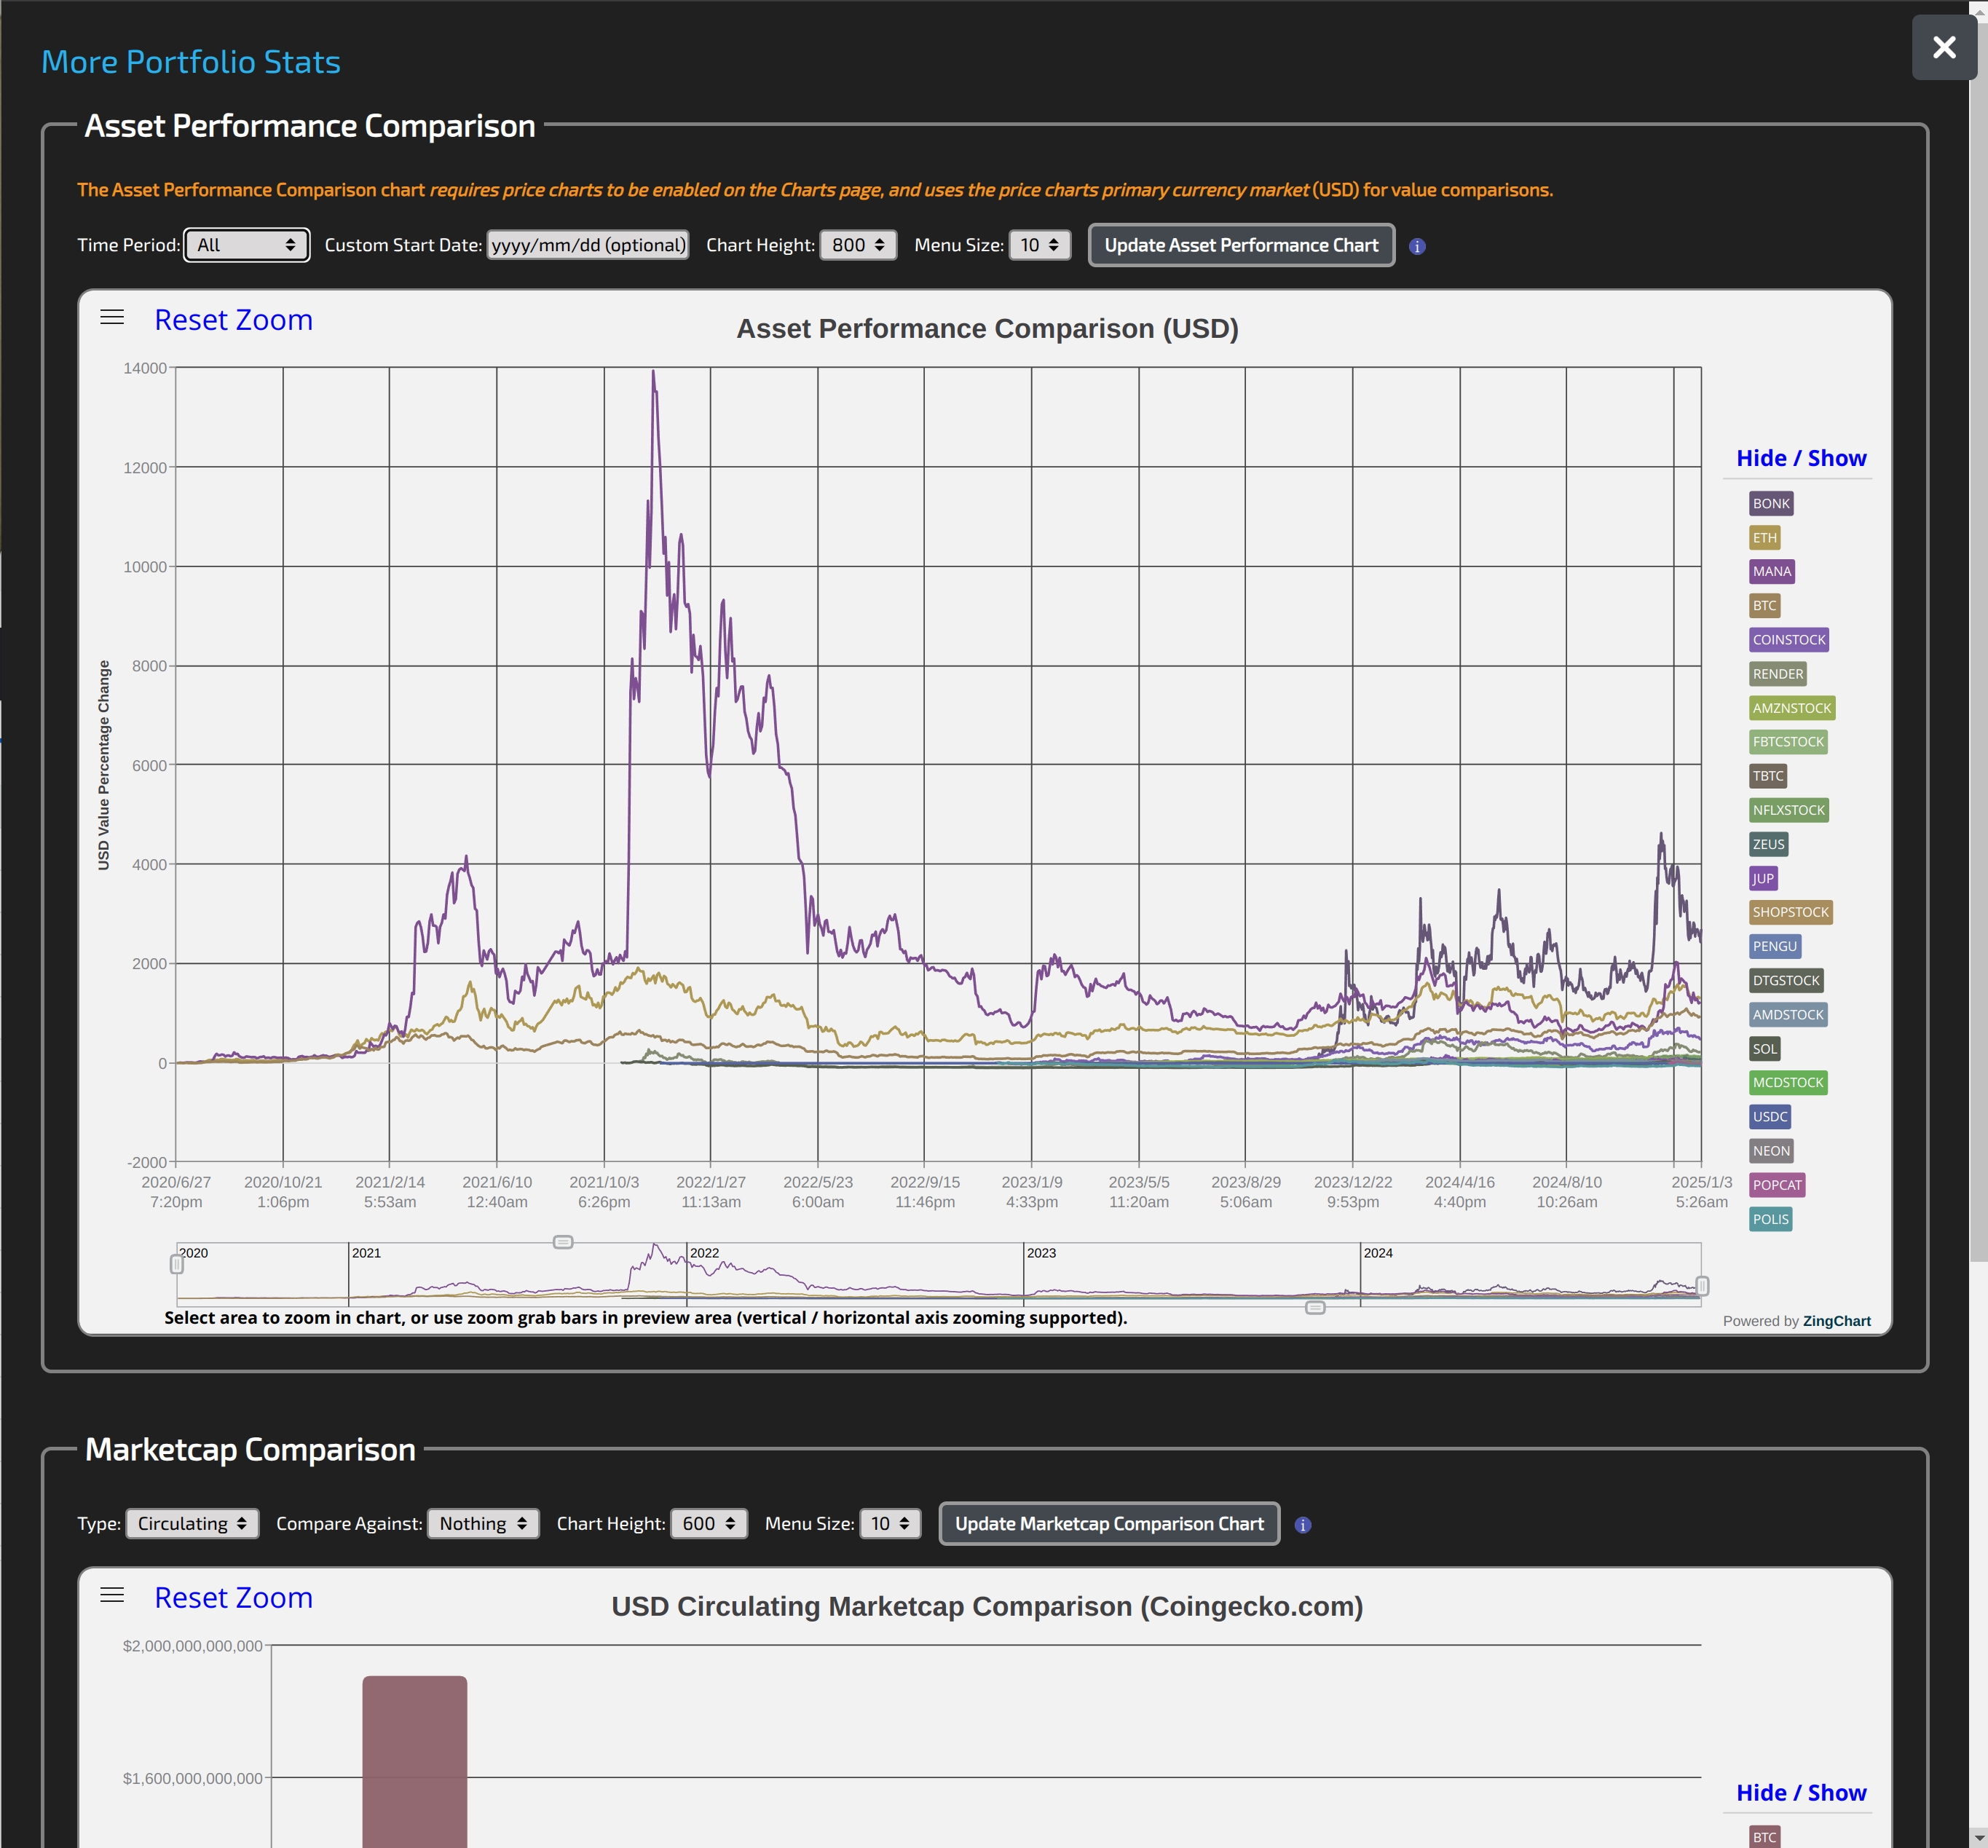 More Portfolio Stats
Asset Performance Comparison
The Asset Performance Comparison chart requires price charts to be enabled on the Charts page, and uses the price charts primary currency market (USD) for value comparisons.
Time Period: All Custom Start Date: yyyy/mm/dd (optional) Chart Height: 800 Menu Size: 10 Update Asset Performance Chart i
Reset Zoom
Asset Performance Comparison (USD)
USD Value Percentage Change
14000
12000
10000
8000
6000
4000
2000
0
-2000
2020/6/27 2020/10/21 2021/2/14 2021/6/10 2021/10/3 2022/1/27 2022/5/23 2022/9/15 2023/1/9 2023/5/5 2023/8/29 2023/12/22 2024/4/16 2024/8/10 2025/1/3
7:20pm 1:06pm 5:53am 12:40am 6:26pm 11:13am 6:00am 11:46pm 4:33pm 11:20am 5:06am 9:53pm 4:40pm 10:26am 5:26am
Hide / Show
BONK
ETH
MANA
BTC
COINSTOCK
RENDER
AMZNSTOCK
FBTCSTOCK
TBTC
NFLXSTOCK
ZEUS
JUP
SHOPSTOCK
PENGU
DTGSTOCK
AMDSTOCK
SOL
MCDSTOCK
USDC
NEON
POPCAT
POLIS
2020 2021 2022 2023 2024
Select area to zoom in chart, or use zoom grab bars in preview area (vertical / horizontal axis zooming supported).
Powered by ZingChart
Marketcap Comparison
Type: Circulating Compare Against: Nothing Chart Height: 600 Menu Size: 10 Update Marketcap Comparison Chart i
Reset Zoom
USD Circulating Marketcap Comparison (Coingecko.com)
$2,000,000,000,000
$1,600,000,000,000
Hide / Show
BTC